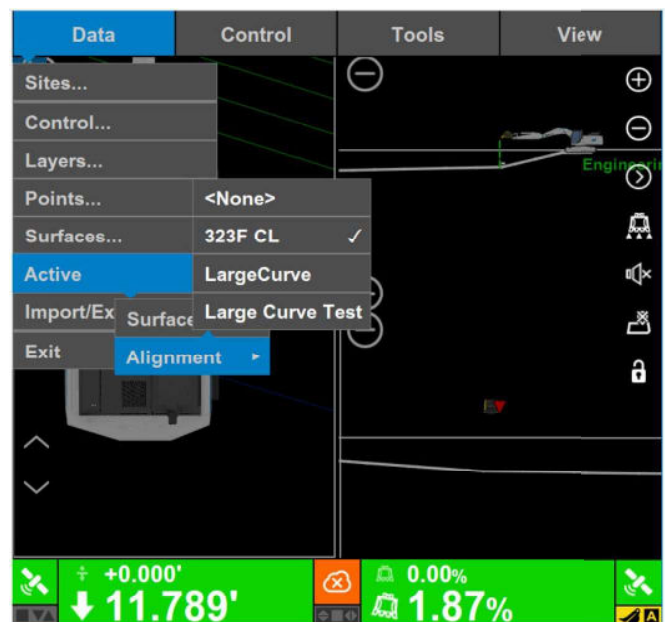 Data Control Tools View
Sites...
Control...
Layers...
Points... <None>
Surfaces... 323F CL ✓
Active LargeCurve
Import/Ex Surface Large Curve Test
Exit Alignment ►
+0.000'
11.789'
0.00%
1.87%
A